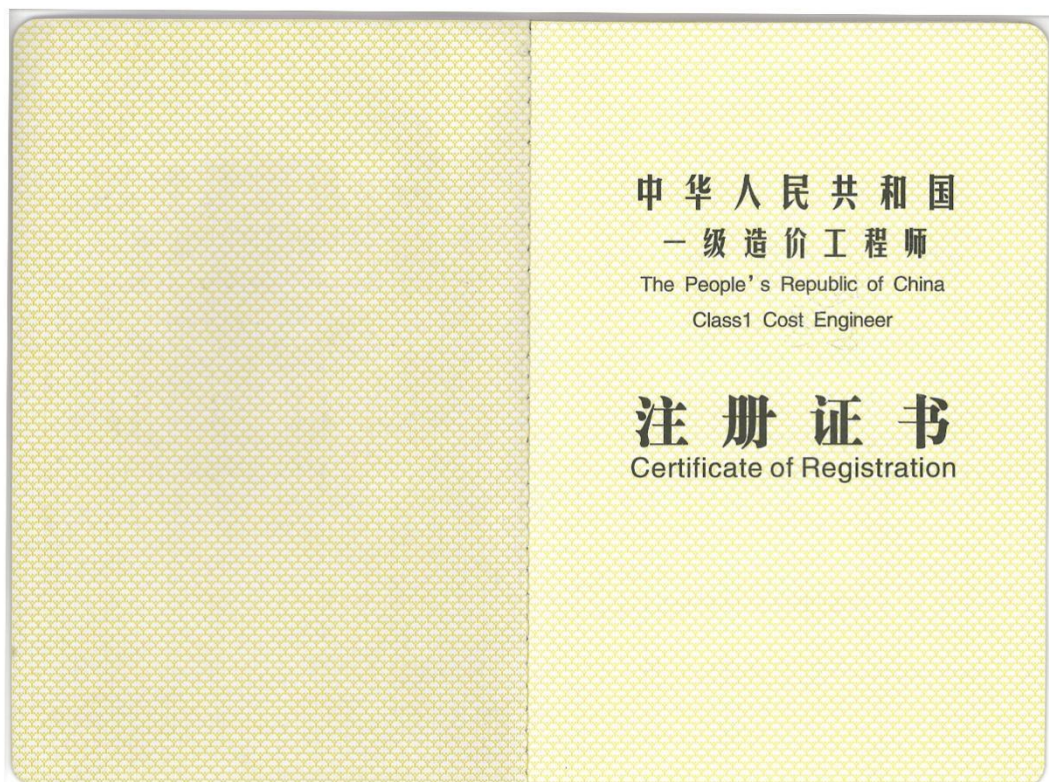 中华人民共和国
一级造价工程师
The People's Republic of China
Class1 Cost Engineer
注册证书
Certificate of Registration